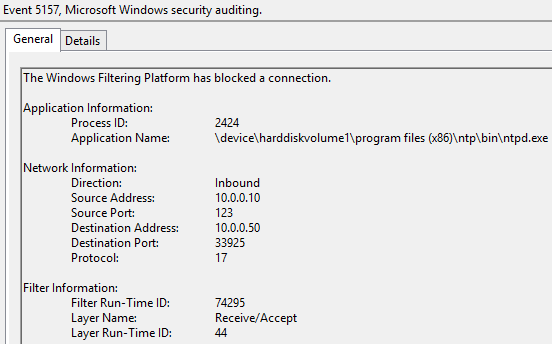 Event 5157, Microsoft Windows security auditing.
General Details
The Windows Filtering Platform has blocked a connection.
Application Information:
Process ID: 2424
Application Name: \device\harddiskvolume1\program files (x86)\ntp\bin\ntpd.exe
Network Information:
Direction: Inbound
Source Address: 10.0.0.10
Source Port: 123
Destination Address: 10.0.0.50
Destination Port: 33925
Protocol: 17
Filter Information:
Filter Run-Time ID: 74295
Layer Name: Receive/Accept
Layer Run-Time ID: 44